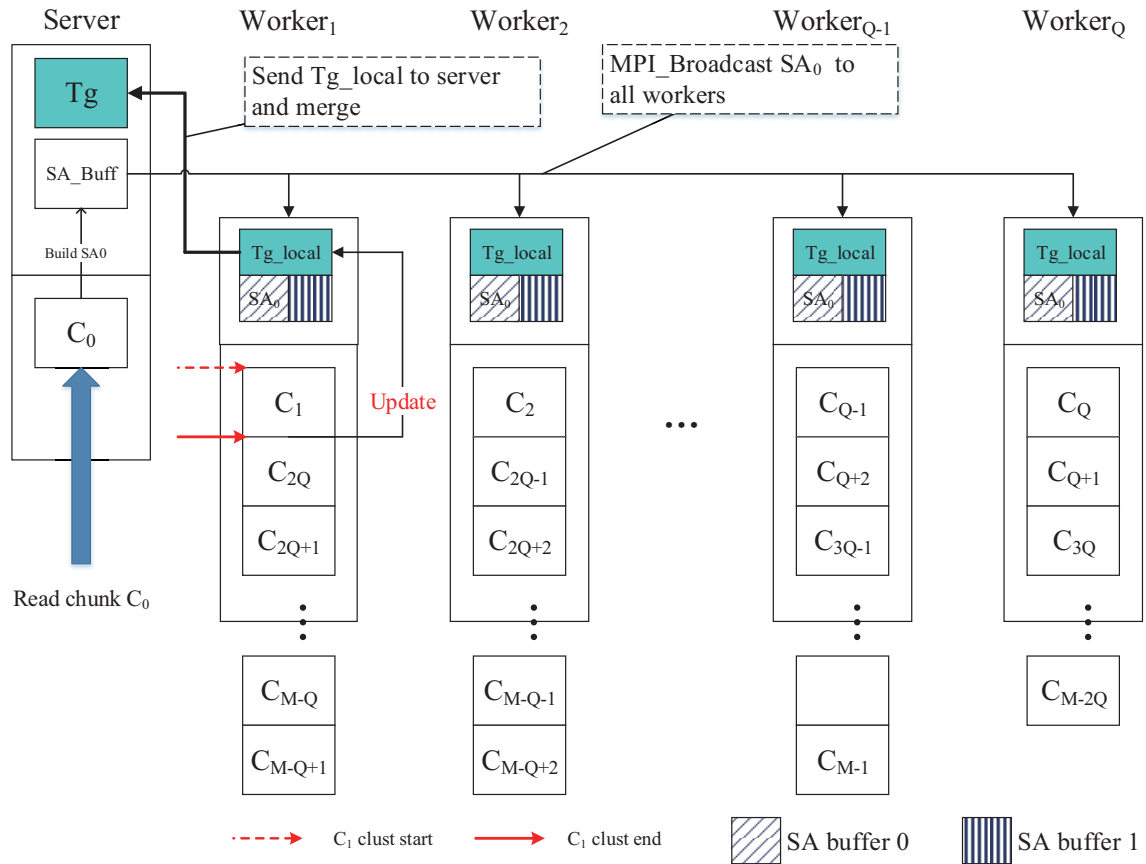 Server
Worker1
Worker2
WorkerQ-1
WorkerQ
Send Tg_local to server
and merge
MPI_Broadcast SA0 to
all workers
Tg
SA_Buff
Build SA0
C0
Read chunk C0
Tg_local
SA0
Tg_local
SA0
Tg_local
SA0
Tg_local
SA0
Update
C1
C2
...
CQ-1
CQ
C2Q
C2Q-1
CQ+2
CQ+1
C2Q+1
C2Q+2
C3Q-1
C3Q
CM-Q
CM-Q-1
CM-2Q
CM-Q+1
CM-Q+2
CM-1
C1 clust start
C1 clust end
SA buffer 0
SA buffer 1